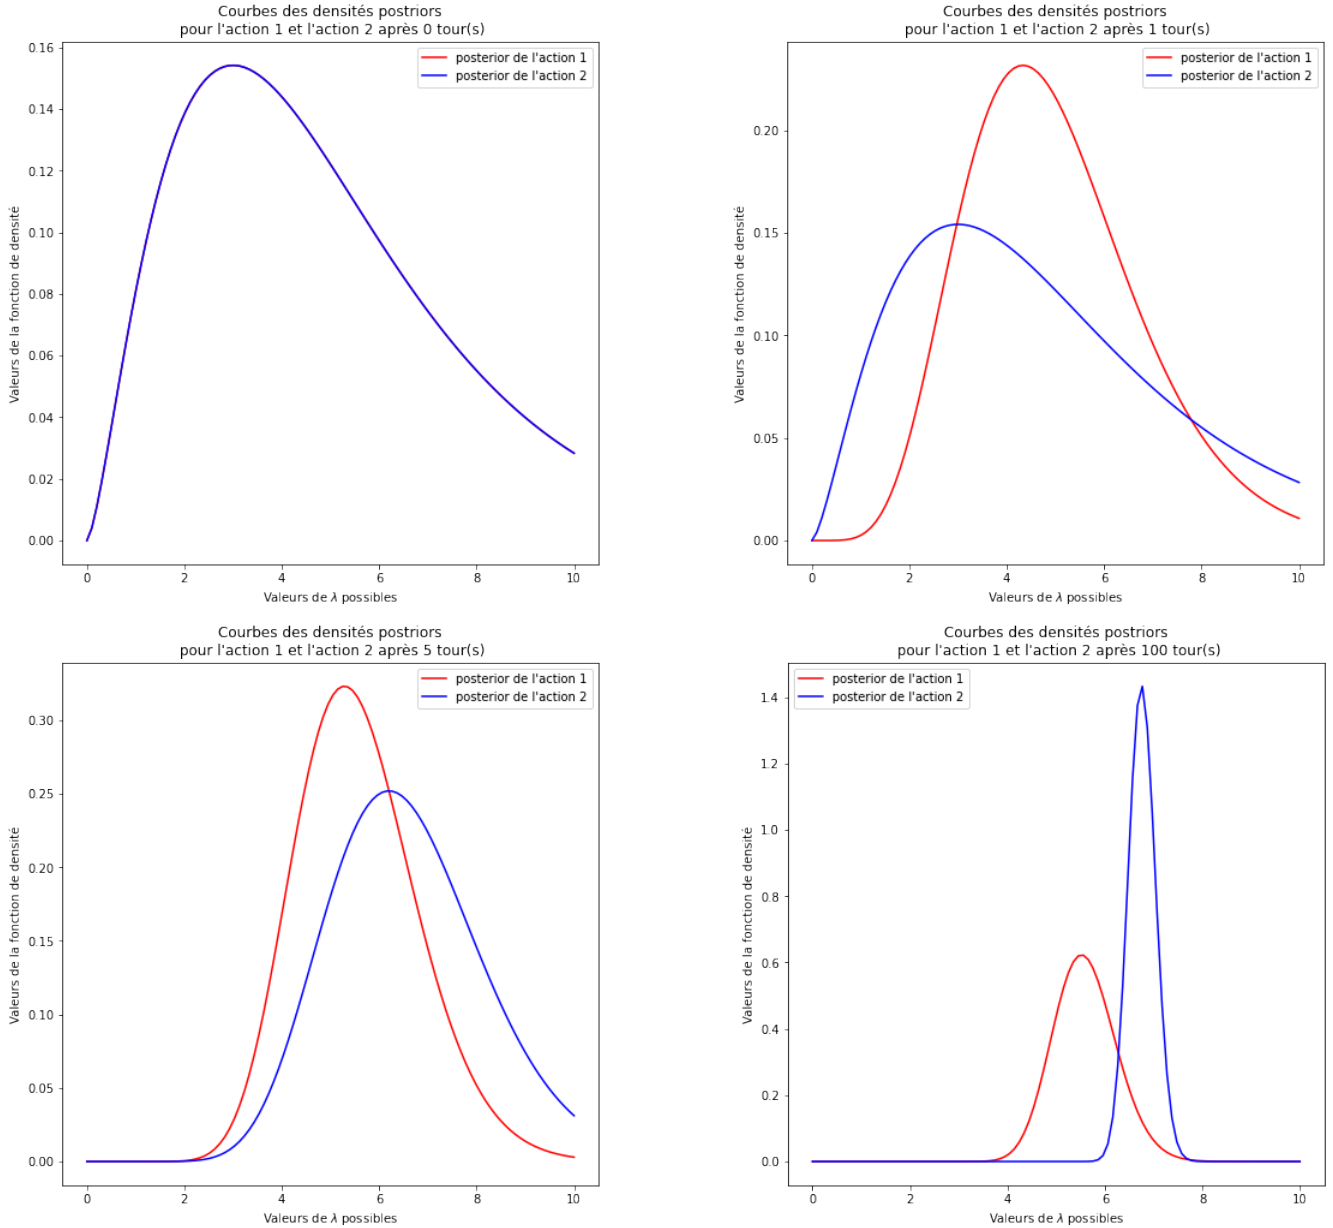 Courbes des densités postriors
pour l'action 1 et l'action 2 après 0 tour(s)
posterior de l'action 1
posterior de l'action 2
Valeurs de la fonction de densité
0.16
0.14
0.12
0.10
0.08
0.06
0.04
0.02
0.00
0 2 4 6 8 10
Valeurs de λ possibles
Courbes des densités postriors
pour l'action 1 et l'action 2 après 1 tour(s)
posterior de l'action 1
posterior de l'action 2
Valeurs de la fonction de densité
0.20
0.15
0.10
0.05
0.00
0 2 4 6 8 10
Valeurs de λ possibles
Courbes des densités postriors
pour l'action 1 et l'action 2 après 5 tour(s)
posterior de l'action 1
posterior de l'action 2
Valeurs de la fonction de densité
0.30
0.25
0.20
0.15
0.10
0.05
0.00
0 2 4 6 8 10
Valeurs de λ possibles
Courbes des densités postriors
pour l'action 1 et l'action 2 après 100 tour(s)
posterior de l'action 1
posterior de l'action 2
Valeurs de la fonction de densité
1.4
1.2
1.0
0.8
0.6
0.4
0.2
0.0
0 2 4 6 8 10
Valeurs de λ possibles